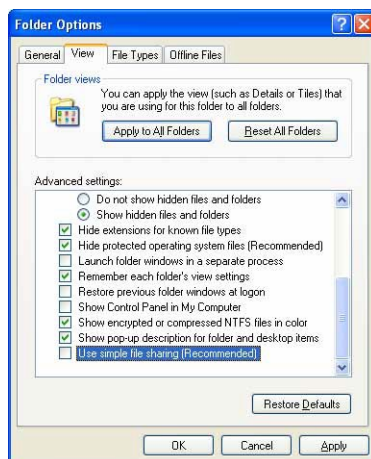 Folder Options
General
View
File Types
Offline Files
Folder views
You can apply the view (such as Details or Tiles) that
you are using for this folder to all folders.
Apply to All Folders
Reset All Folders
Advanced settings:
Do not show hidden files and folders
Show hidden files and folders
Hide extensions for known file types
Hide protected operating system files (Recommended)
Launch folder windows in a separate process
Remember each folder's view settings
Restore previous folder windows at logon
Show Control Panel in My Computer
Show encrypted or compressed NTFS files in color
Show pop-up description for folder and desktop items
Use simple file sharing (Recommended)
Restore Defaults
OK
Cancel
Apply